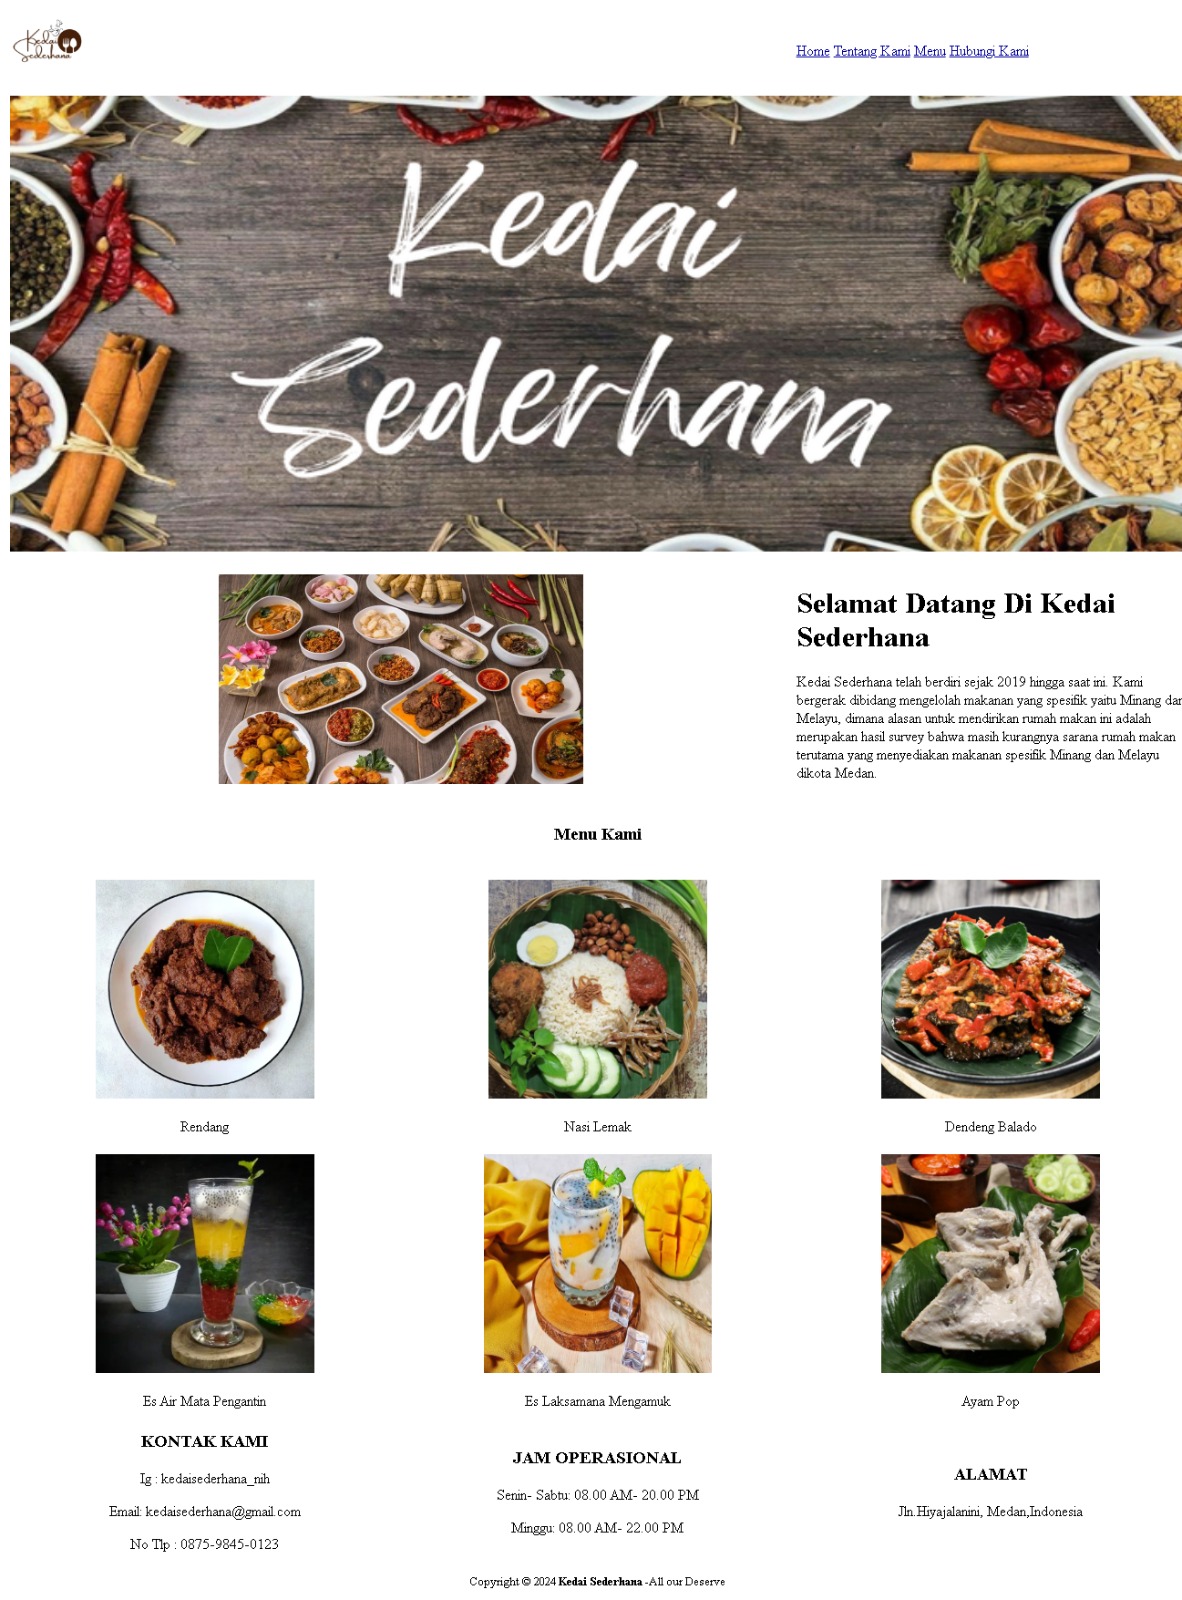 Kedai
Sederhana
Home Tentang Kami Menu Hubungi Kami
Kedai
Sederhana
Selamat Datang Di Kedai
Sederhana
Kedai Sederhana telah berdiri sejak 2019 hingga saat ini. Kami
bergerak dibidang mengelolah makanan yang spesifik yaitu Minang dan
Melayu, dimana alasan untuk mendirikan rumah makan ini adalah
merupakan hasil survey bahwa masih kurangnya sarana rumah makan
terutama yang menyediakan makanan spesifik Minang dan Melayu
dikota Medan.
Menu Kami
Rendang
Nasi Lemak
Dendeng Balado
Es Air Mata Pengantin
Es Laksamana Mengamuk
Ayam Pop
KONTAK KAMI
Ig : kedaisederhana_nih
Email: kedaisederhana@gmail.com
No Tlp : 0875-9845-0123
JAM OPERASIONAL
Senin- Sabtu: 08.00 AM- 20.00 PM
Minggu: 08.00 AM- 22.00 PM
ALAMAT
Jln.Hiyajalanini, Medan,Indonesia
Copyright © 2024 Kedai Sederhana -All our Deserve